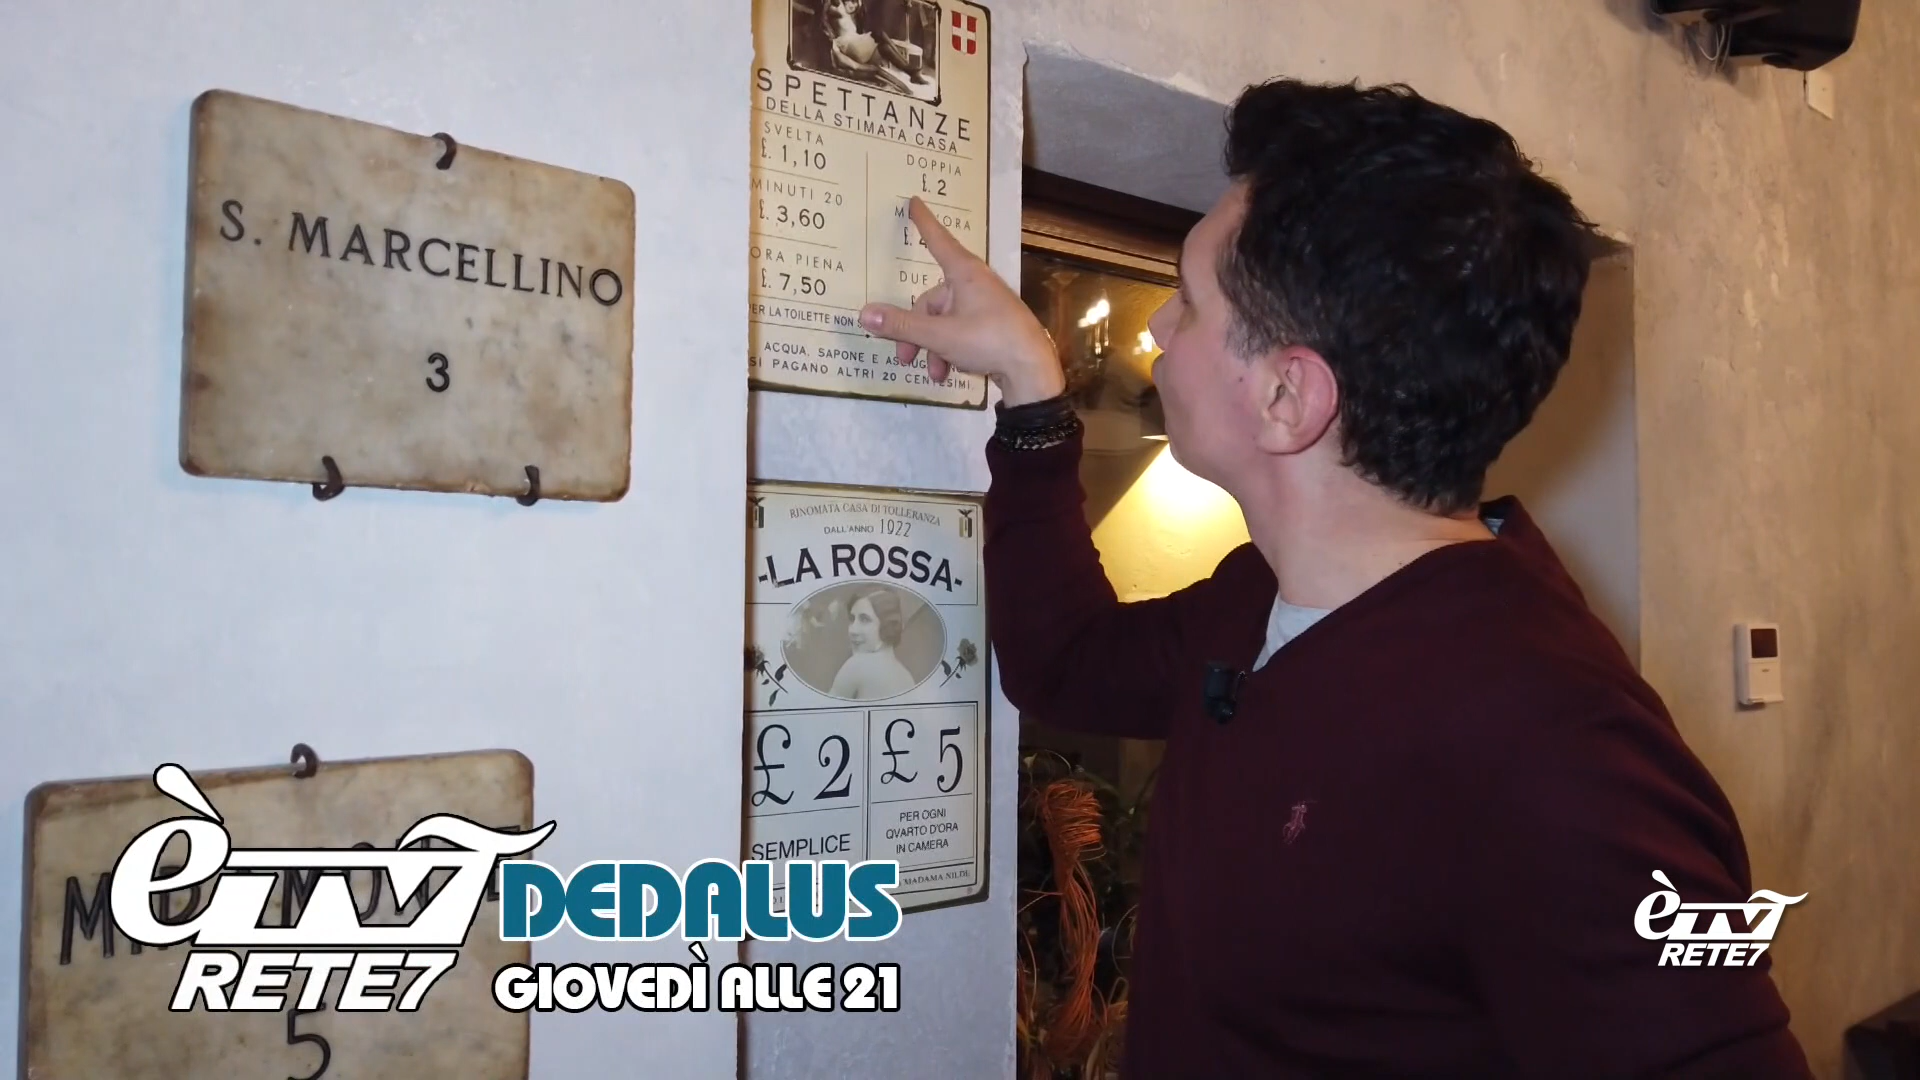 S. MARCELLINO
3
SPETTANZE
DELLA STIMATA CASA
SVELTA
£. 1,10
DOPPIA
£. 2
MINUTI 20
£. 3,60
ORA PIENA
£. 7,50
DUE
PER LA TOILETTE NON
ACQUA, SAPONE E
SI PAGANO ALTRI 20 CENTESIMI.
RINOMATA CASA DI TOLLERANZA
DALL'ANNO 1922
-LA ROSSA-
£ 2
SEMPLICE
£ 5
PER OGNI
QVARTO D'ORA
IN CAMERA
MADAMA NILDE
5
èTV
RETE7
DEDALUS
GIOVEDÌ ALLE 21
èTV
RETE7